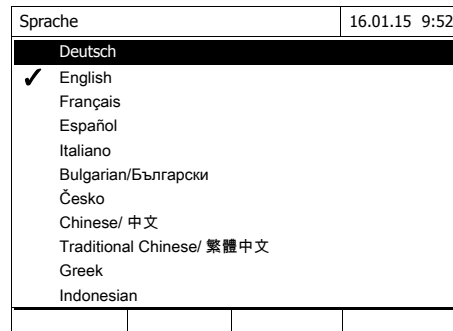 Sprache 16.01.15 9:52
Deutsch
✓ English
Français
Español
Italiano
Bulgarian/Български
Česko
Chinese/ 中文
Traditional Chinese/ 繁體中文
Greek
Indonesian